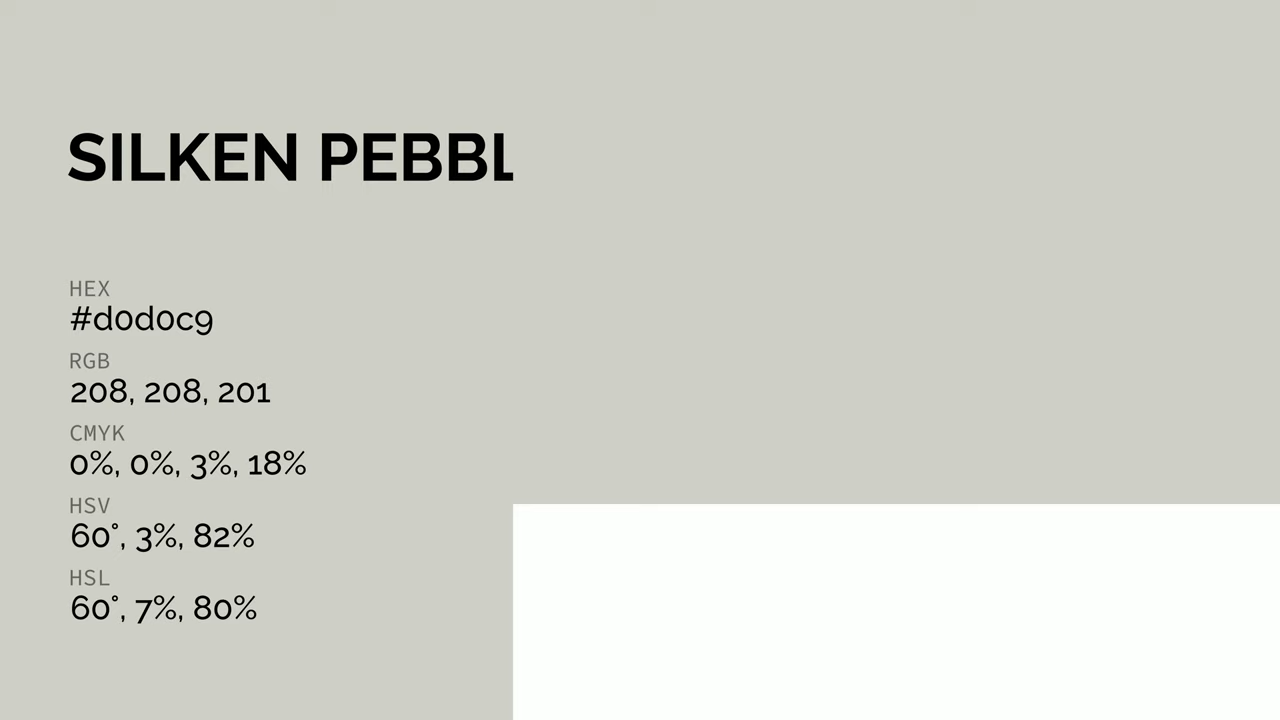 SILKEN PEBBL
HEX
#d0d0c9
RGB
208, 208, 201
CMYK
0%, 0%, 3%, 18%
HSV
60°, 3%, 82%
HSL
60°, 7%, 80%